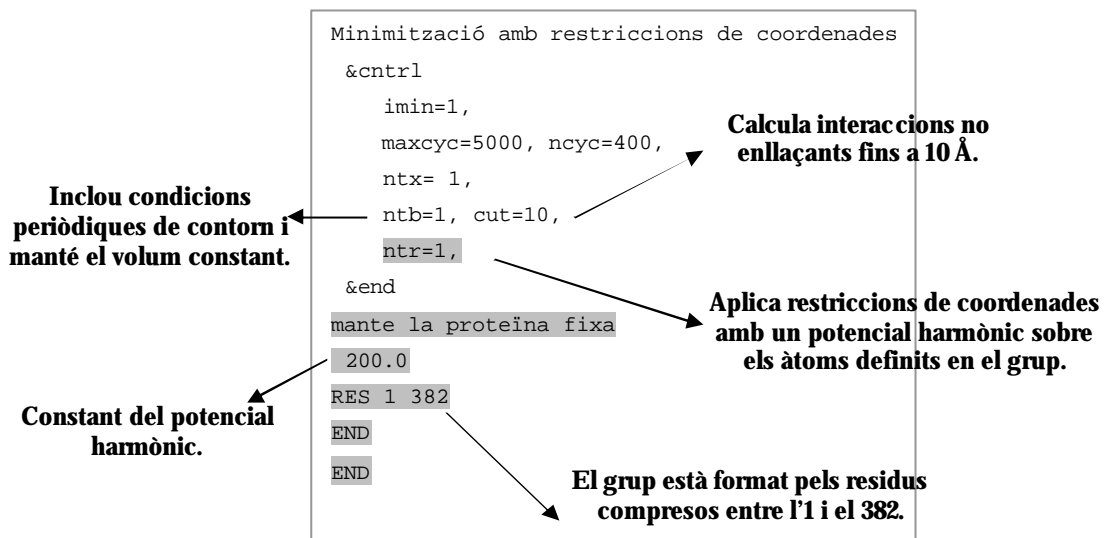 Minimització amb restriccions de coordenades
&cntrl
imin=1,
maxcyc=5000, ncyc=400,
ntx= 1,
ntb=1, cut=10,
ntr=1,
&end
mante la proteïna fixa
200.0
RES 1 382
END
END
Calcula interaccions no
enllaçants fins a 10 Å.
Inclou condicions
periòdiques de contorn i
manté el volum constant.
Aplica restriccions de coordenades
amb un potencial harmònic sobre
els àtoms definits en el grup.
Constant del potencial
harmònic.
El grup està format pels residus
compresos entre l'1 i el 382.